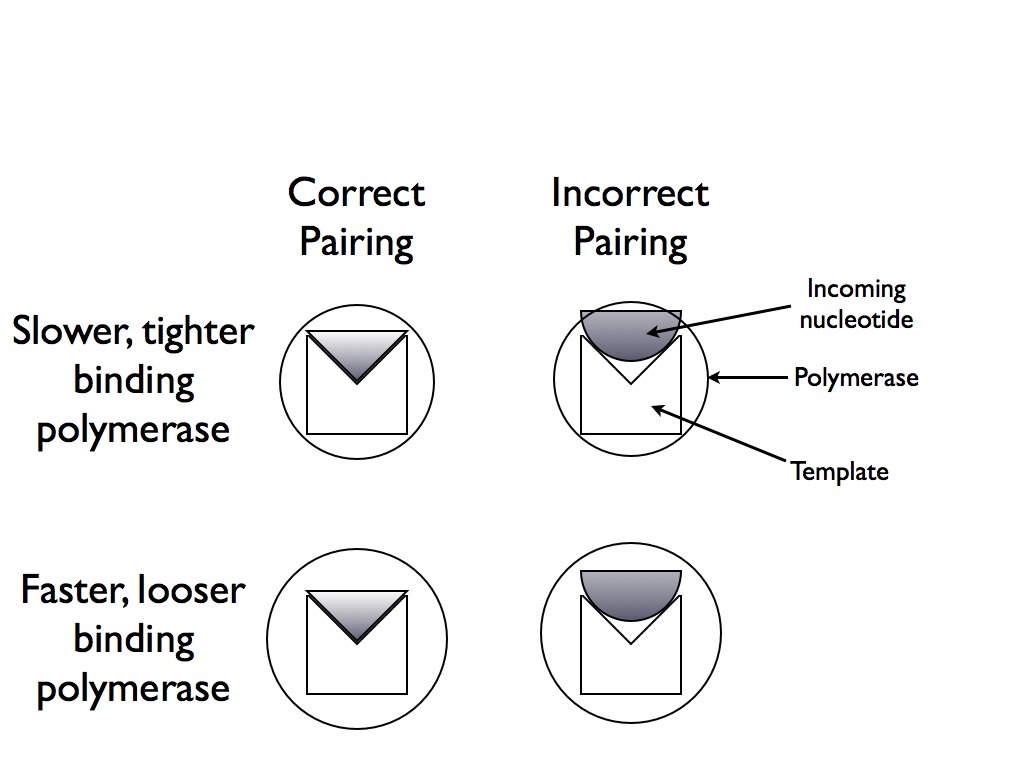 Correct
Pairing
Incorrect
Pairing
Slower, tighter
binding
polymerase
Incoming
nucleotide
Polymerase
Template
Faster, looser
binding
polymerase